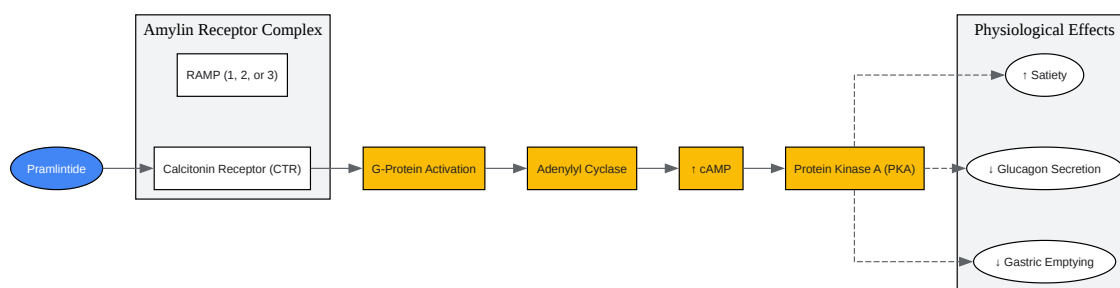 Amylin Receptor Complex
RAMP (1, 2, or 3)
Pramlintide
Calcitonin Receptor (CTR)
G-Protein Activation
Adenylyl Cyclase
↑ cAMP
Protein Kinase A (PKA)
Physiological Effects
↑ Satiety
↓ Glucagon Secretion
↓ Gastric Emptying